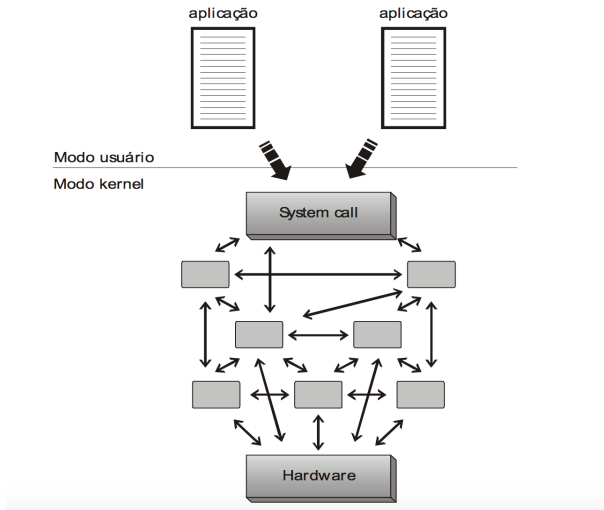 aplicação
aplicação
Modo usuário
Modo kernel
System call
Hardware